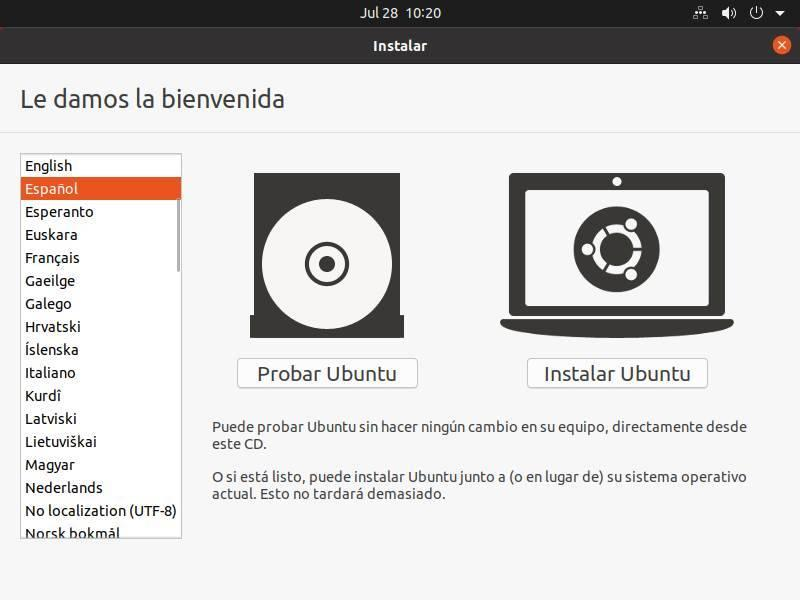 Jul 28 10:20
Instalar
Le damos la bienvenida
English
Español
Esperanto
Euskara
Français
Gaeilge
Galego
Hrvatski
Íslenska
Italiano
Kurdî
Latviski
Lietuviškai
Magyar
Nederlands
No localization (UTF-8)
Norsk bokmål
Probar Ubuntu
Instalar Ubuntu
Puede probar Ubuntu sin hacer ningún cambio en su equipo, directamente desde
este CD.
O si está listo, puede instalar Ubuntu junto a (o en lugar de) su sistema operativo
actual. Esto no tardará demasiado.